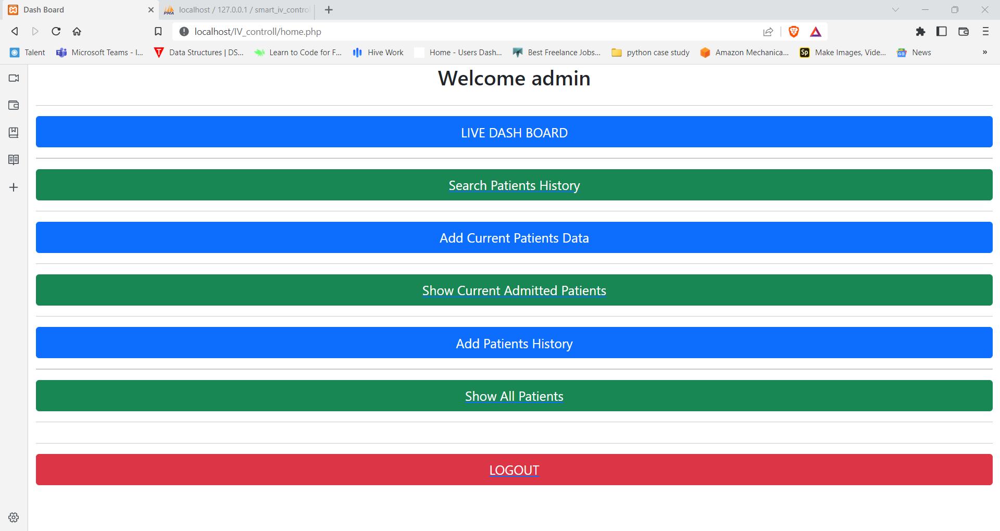 Dash Board
PMA localhost / 127.0.0.1 / smart_iv_contro
localhost/IV_controll/home.php
Talent Microsoft Teams - I... Data Structures | DS... Learn to Code for F... Hive Work Home - Users Dash... Best Freelance Jobs... python case study Amazon Mechanica... Sp Make Images, Vide... News »
Welcome admin
LIVE DASH BOARD
Search Patients History
Add Current Patients Data
Show Current Admitted Patients
Add Patients History
Show All Patients
LOGOUT